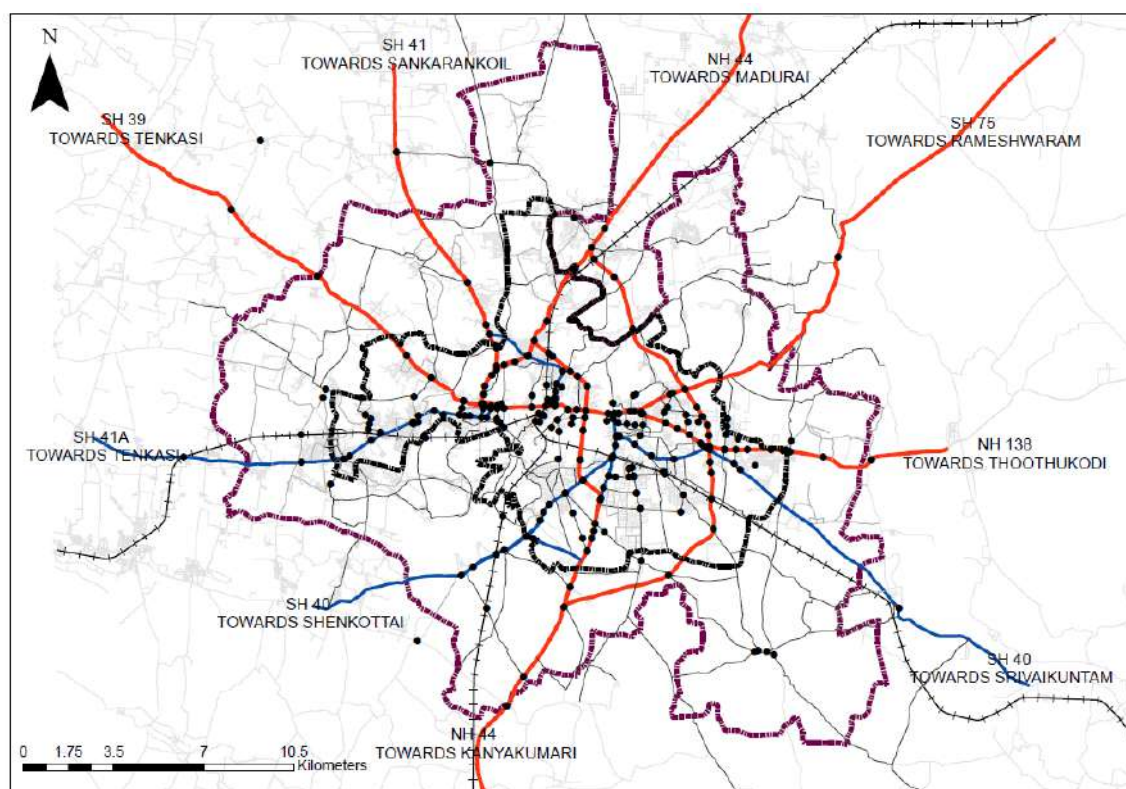 N
SH 41
TOWARDS SANKARANKOIL
NH 44
TOWARDS MADURAI
SH 39
TOWARDS TENKASI
SH 75
TOWARDS RAMESHWARAM
SH 41A
TOWARDS TENKASI
NH 138
TOWARDS THOOTHUKODI
SH 40
TOWARDS SHENKOTTAI
SH 40
TOWARDS SRIVAIKUNTAM
NH 44
TOWARDS KANYAKUMARI
0 1.75 3.5 7 10.5
Kilometers